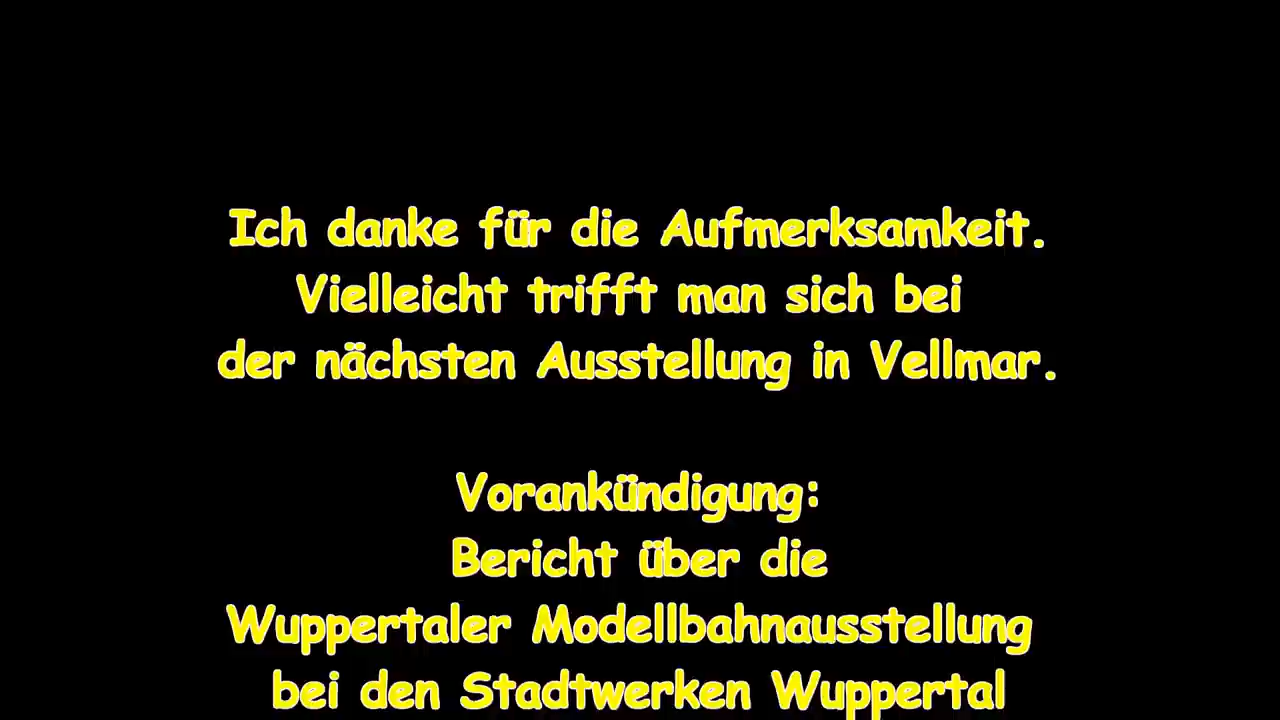 Ich danke für die Aufmerksamkeit.
Vielleicht trifft man sich bei
der nächsten Ausstellung in Vellmar.
Vorankündigung:
Bericht über die
Wuppertaler Modellbahnausstellung
bei den Stadtwerken Wuppertal